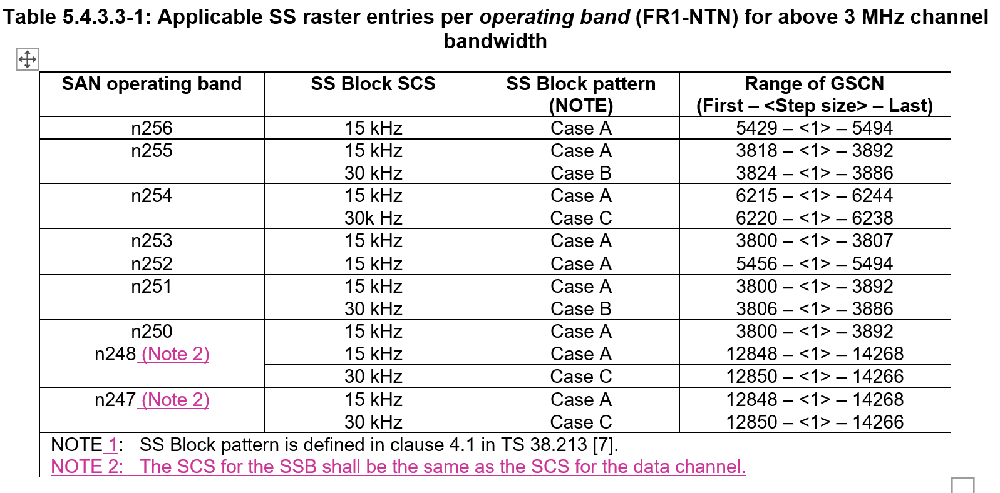 Table 5.4.3.3-1: Applicable SS raster entries per operating band (FR1-NTN) for above 3 MHz channel
bandwidth
SAN operating band SS Block SCS SS Block pattern Range of GSCN
(NOTE) (First – <Step size> – Last)
n256 15 kHz Case A 5429 – <1> – 5494
n255 15 kHz Case A 3818 – <1> – 3892
30 kHz Case B 3824 – <1> – 3886
n254 15 kHz Case A 6215 – <1> – 6244
30k Hz Case C 6220 – <1> – 6238
n253 15 kHz Case A 3800 – <1> – 3807
n252 15 kHz Case A 5456 – <1> – 5494
n251 15 kHz Case A 3800 – <1> – 3892
30 kHz Case B 3806 – <1> – 3886
n250 15 kHz Case A 3800 – <1> – 3892
n248 (Note 2) 15 kHz Case A 12848 – <1> – 14268
30 kHz Case C 12850 – <1> – 14266
n247 (Note 2) 15 kHz Case A 12848 – <1> – 14268
30 kHz Case C 12850 – <1> – 14266
NOTE 1: SS Block pattern is defined in clause 4.1 in TS 38.213 [7].
NOTE 2: The SCS for the SSB shall be the same as the SCS for the data channel.